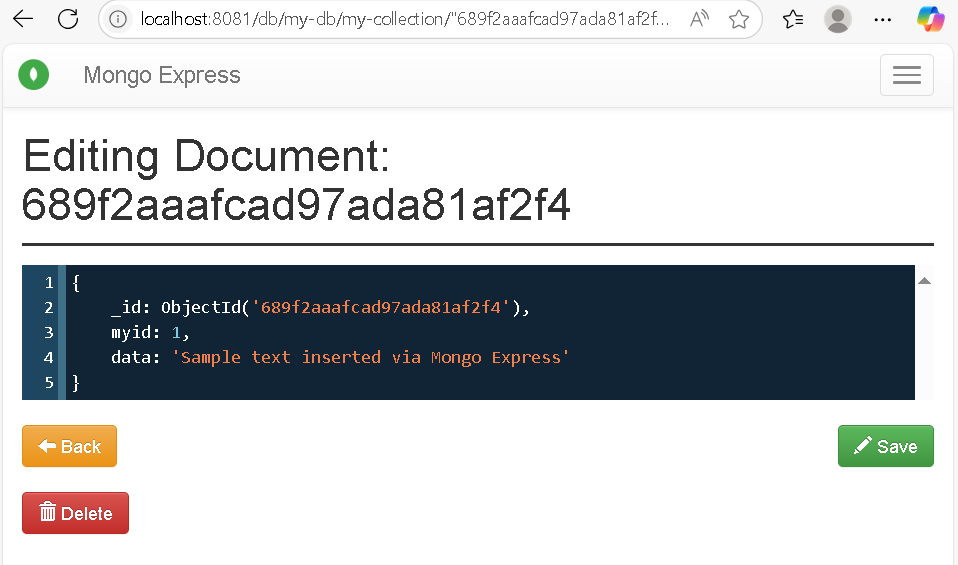 localhost:8081/db/my-db/my-collection/"689f2aaafcad97ada81af2f...
Mongo Express
Editing Document:
689f2aaafcad97ada81af2f4
1 {
2     _id: ObjectId('689f2aaafcad97ada81af2f4'),
3     myid: 1,
4     data: 'Sample text inserted via Mongo Express'
5 }
Back
Save
Delete